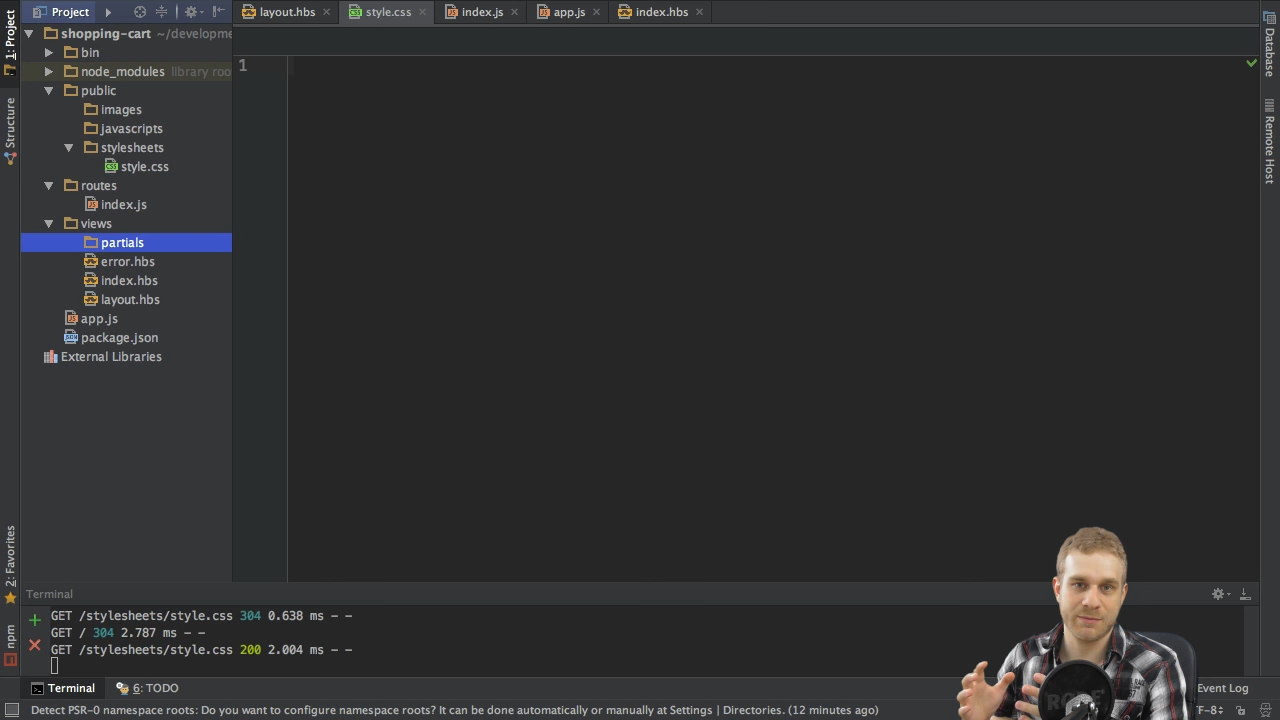 1: Project
Project
layout.hbs
style.css
index.js
app.js
index.hbs
shopping-cart ~/developme
bin
node_modules library roo
public
images
javascripts
stylesheets
style.css
routes
index.js
views
partials
error.hbs
index.hbs
layout.hbs
app.js
package.json
External Libraries
1
Structure
2: Favorites
npm
Database
Remote Host
Terminal
GET /stylesheets/style.css 304 0.638 ms - -
GET / 304 2.787 ms - -
GET /stylesheets/style.css 200 2.004 ms - -
Terminal
6: TODO
Event Log
Detect PSR-0 namespace roots: Do you want to configure namespace roots? It can be done automatically or manually at Settings | Directories. (12 minutes ago)
F-8